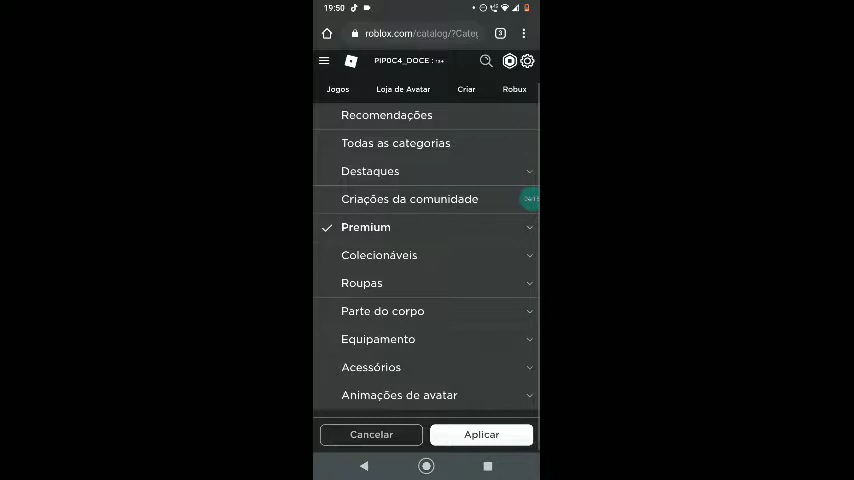 19:50
roblox.com/catalog/?Categ
3
PIP0C4_DOCE : 13+
Jogos
Loja de Avatar
Criar
Robux
Recomendações
Todas as categorias
Destaques
Criações da comunidade
Premium
Colecionáveis
Roupas
Parte do corpo
Equipamento
Acessórios
Animações de avatar
Cancelar
Aplicar